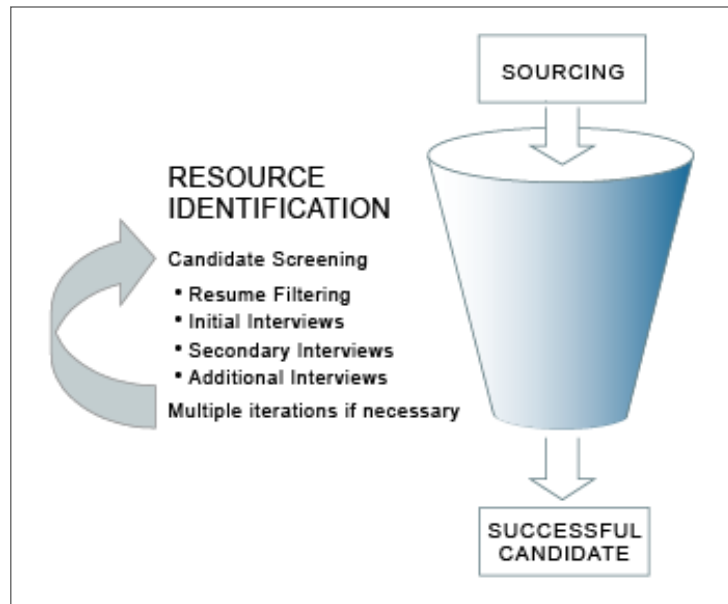 SOURCING
RESOURCE
IDENTIFICATION
Candidate Screening
• Resume Filtering
• Initial Interviews
• Secondary Interviews
• Additional Interviews
Multiple iterations if necessary
SUCCESSFUL
CANDIDATE